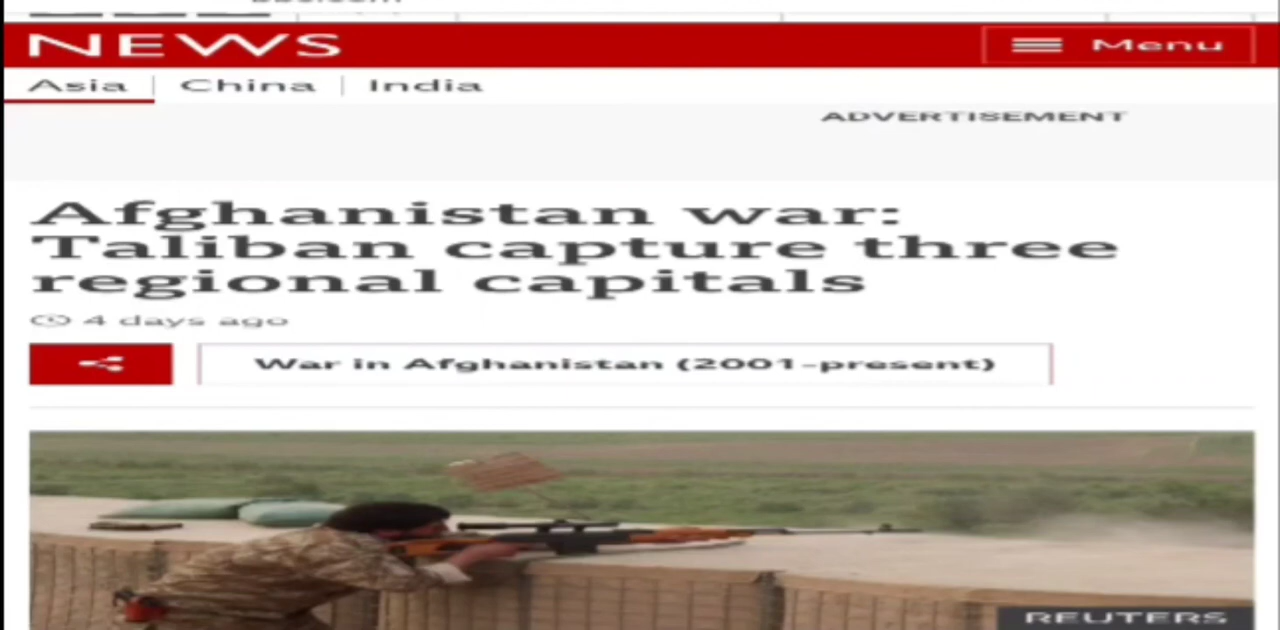 NEWS
Menu
Asia
China
India
ADVERTISEMENT
Afghanistan war:
Taliban capture three
regional capitals
4 days ago
War in Afghanistan (2001-present)
REUTERS